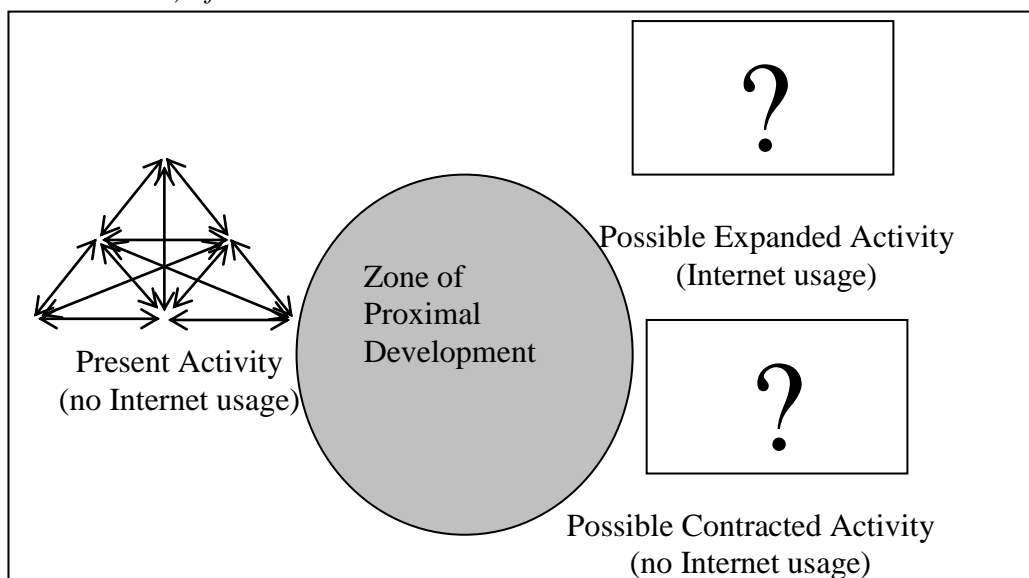 Zone of
Proximal
Development
Present Activity
(no Internet usage)
?
Possible Expanded Activity
(Internet usage)
?
Possible Contracted Activity
(no Internet usage)